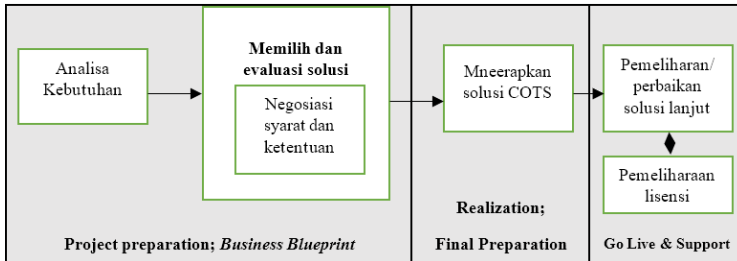 Analisa
Kebutuhan
Memilih dan
evaluasi solusi
Negosiasi
syarat dan
ketentuan
Mneerapkan
solusi COTS
Pemeliharan/
perbaikan
solusi lanjut
Pemeliharaan
lisensi
Project preparation; Business Blueprint
Realization;
Final Preparation
Go Live & Support